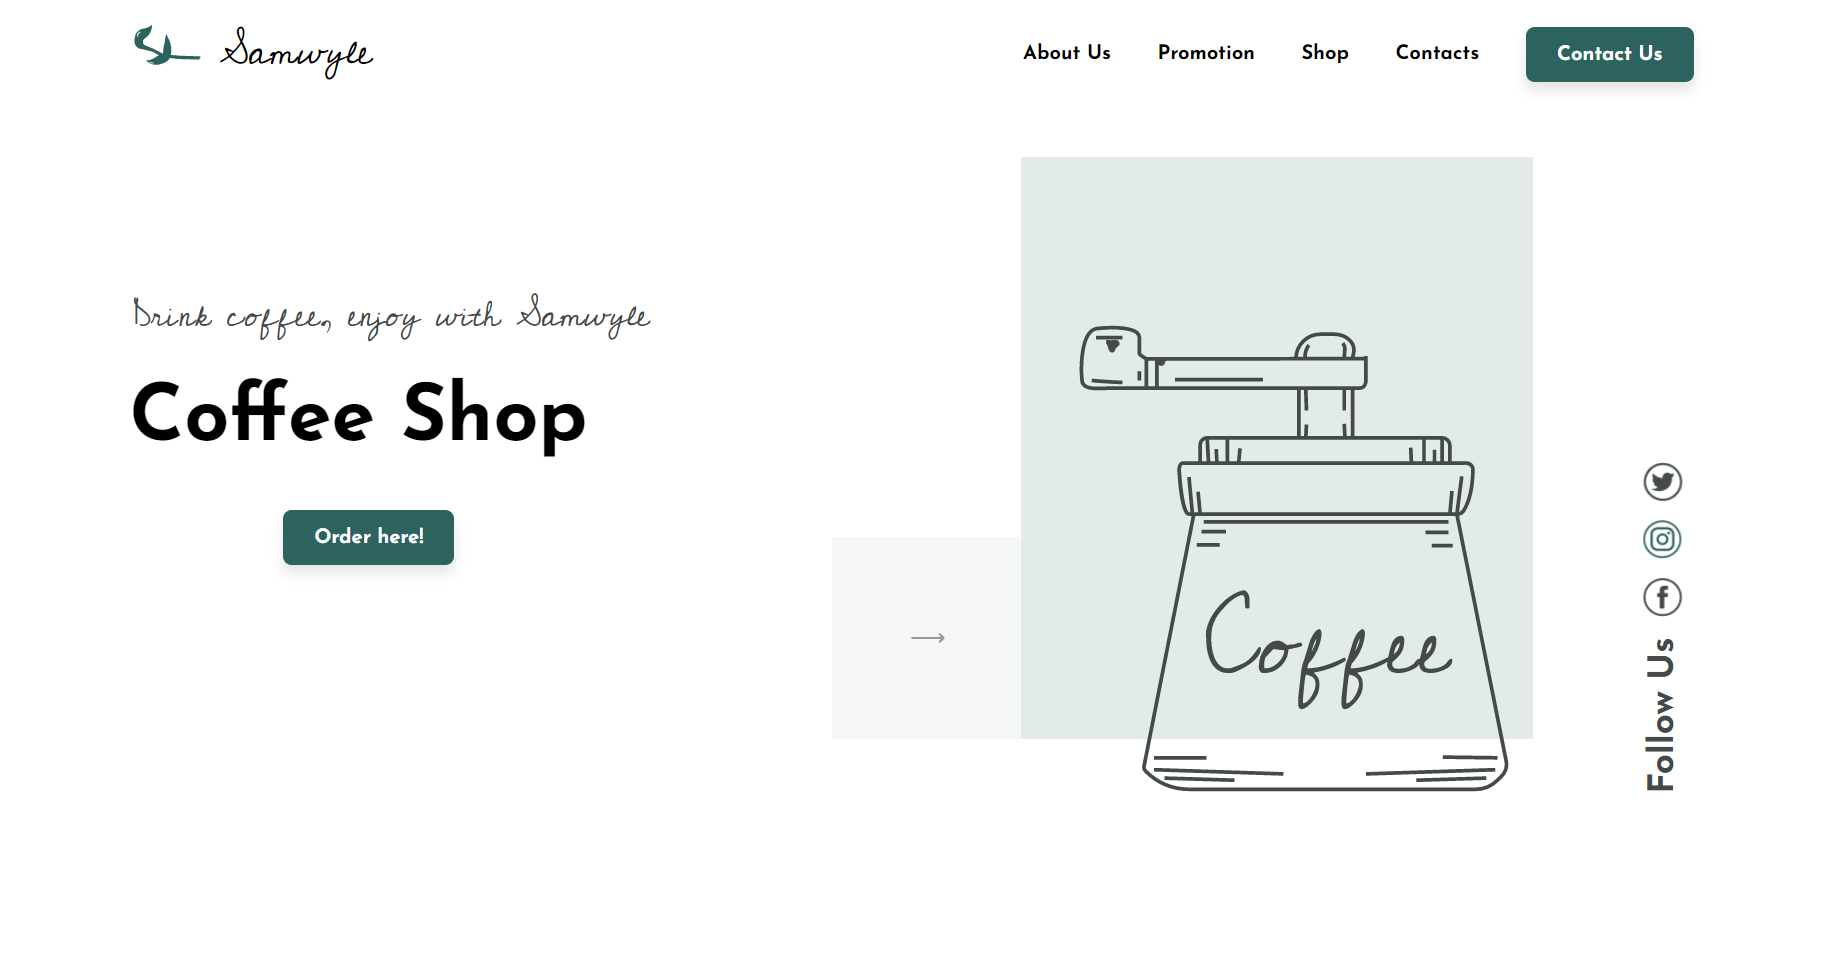 Samwyle
About Us
Promotion
Shop
Contacts
Contact Us
Drink coffee, enjoy with Samwyle
Coffee Shop
Order here!
Coffee
Follow Us